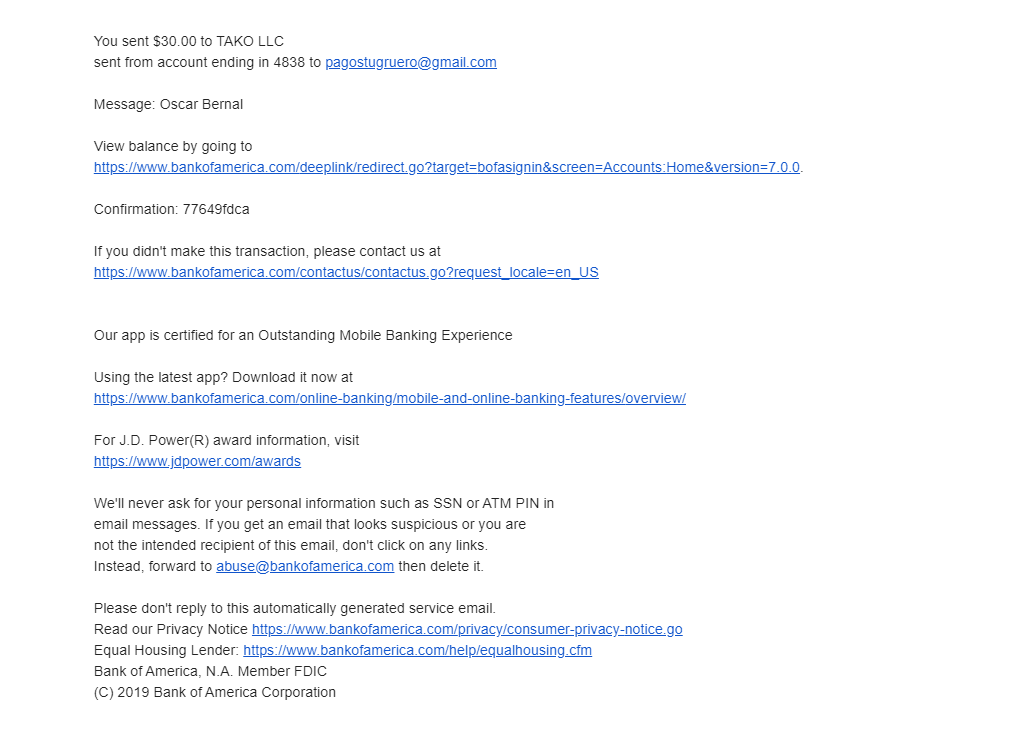 You sent $30.00 to TAKO LLC
sent from account ending in 4838 to pagostugruero@gmail.com
Message: Oscar Bernal
View balance by going to
https://www.bankofamerica.com/deeplink/redirect.go?target=bofasignin&screen=Accounts:Home&version=7.0.0.
Confirmation: 77649fdca
If you didn't make this transaction, please contact us at
https://www.bankofamerica.com/contactus/contactus.go?request_locale=en_US
Our app is certified for an Outstanding Mobile Banking Experience
Using the latest app? Download it now at
https://www.bankofamerica.com/online-banking/mobile-and-online-banking-features/overview/
For J.D. Power(R) award information, visit
https://www.jdpower.com/awards
We'll never ask for your personal information such as SSN or ATM PIN in
email messages. If you get an email that looks suspicious or you are
not the intended recipient of this email, don't click on any links.
Instead, forward to abuse@bankofamerica.com then delete it.
Please don't reply to this automatically generated service email.
Read our Privacy Notice https://www.bankofamerica.com/privacy/consumer-privacy-notice.go
Equal Housing Lender: https://www.bankofamerica.com/help/equalhousing.cfm
Bank of America, N.A. Member FDIC
(C) 2019 Bank of America Corporation